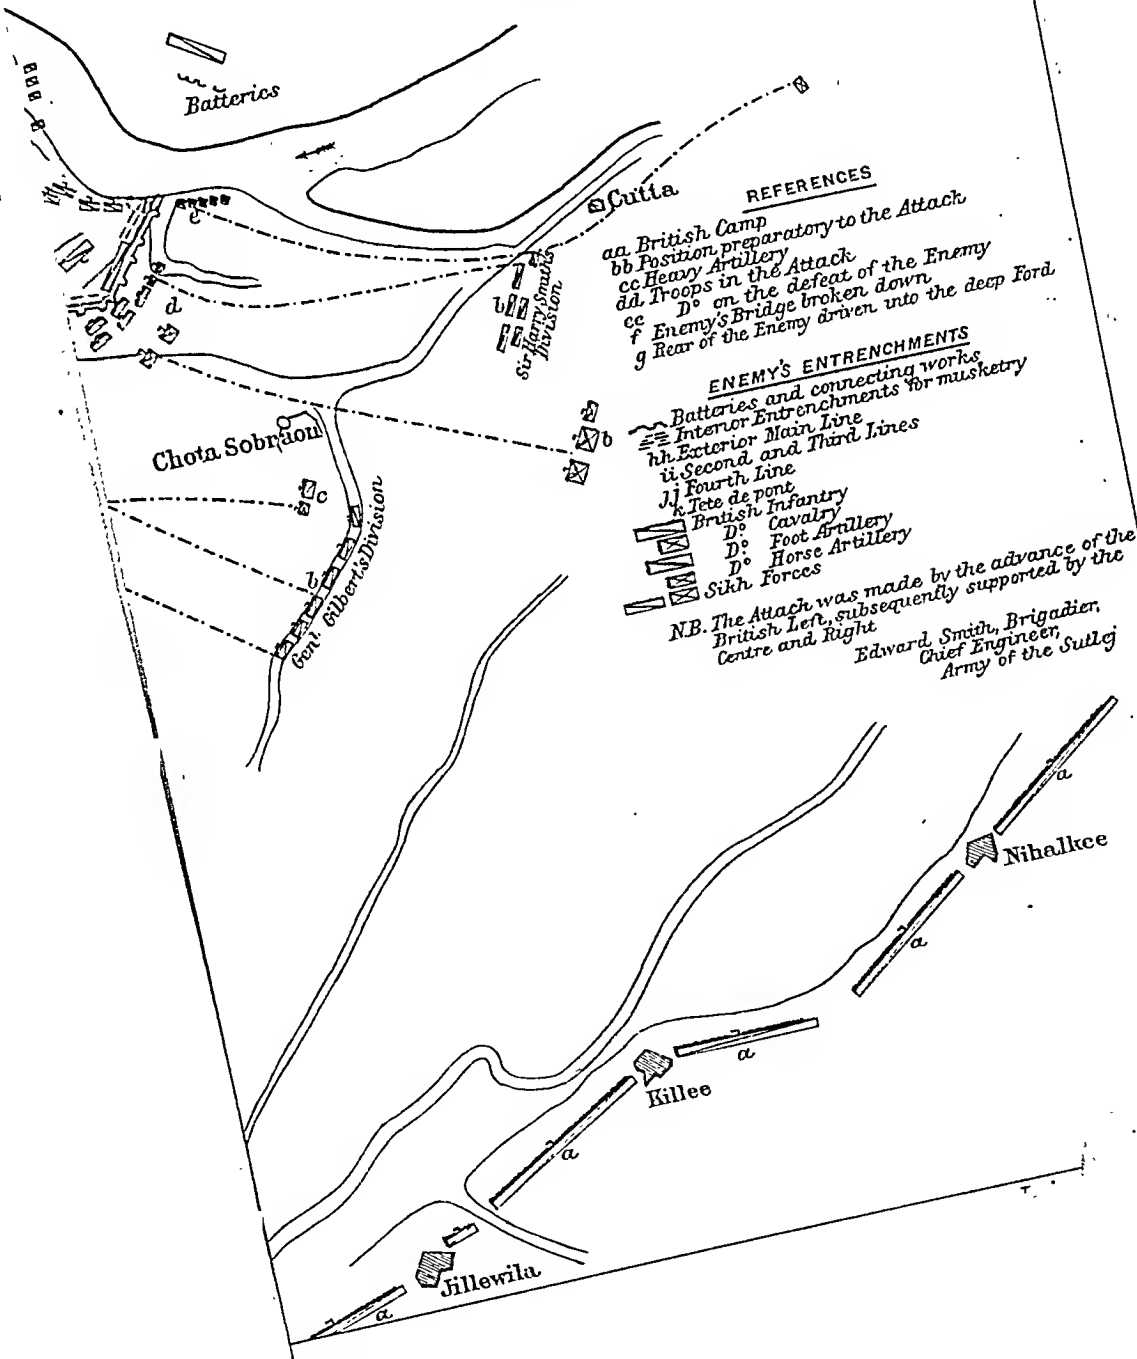 Batteries
e
Cutta
d
b
Sir Harry Smith's
Division
b
Chota Sobraon
c
b
Genl. Gilbert's Division
REFERENCES
aa British Camp
bb Position preparatory to the Attack
cc Heavy Artillery
dd Troops in the Attack
ee Do on the defeat of the Enemy
f Enemy's Bridge broken down
g Rear of the Enemy driven into the deep Ford
ENEMY'S ENTRENCHMENTS
Batteries and connecting works
Interior Entrenchments for musketry
hh Exterior Main Line
ii Second and Third Lines
jj Fourth Line
k Tete de pont
British Infantry
Do Cavalry
Do Foot Artillery
Do Horse Artillery
Sikh Forces
N.B. The Attack was made by the advance of the
British Left, subsequently supported by the
Centre and Right
Edward Smith, Brigadier,
Chief Engineer,
Army of the Sutlej
a
Nihalkee
a
a
Killee
a
Jillewila
a